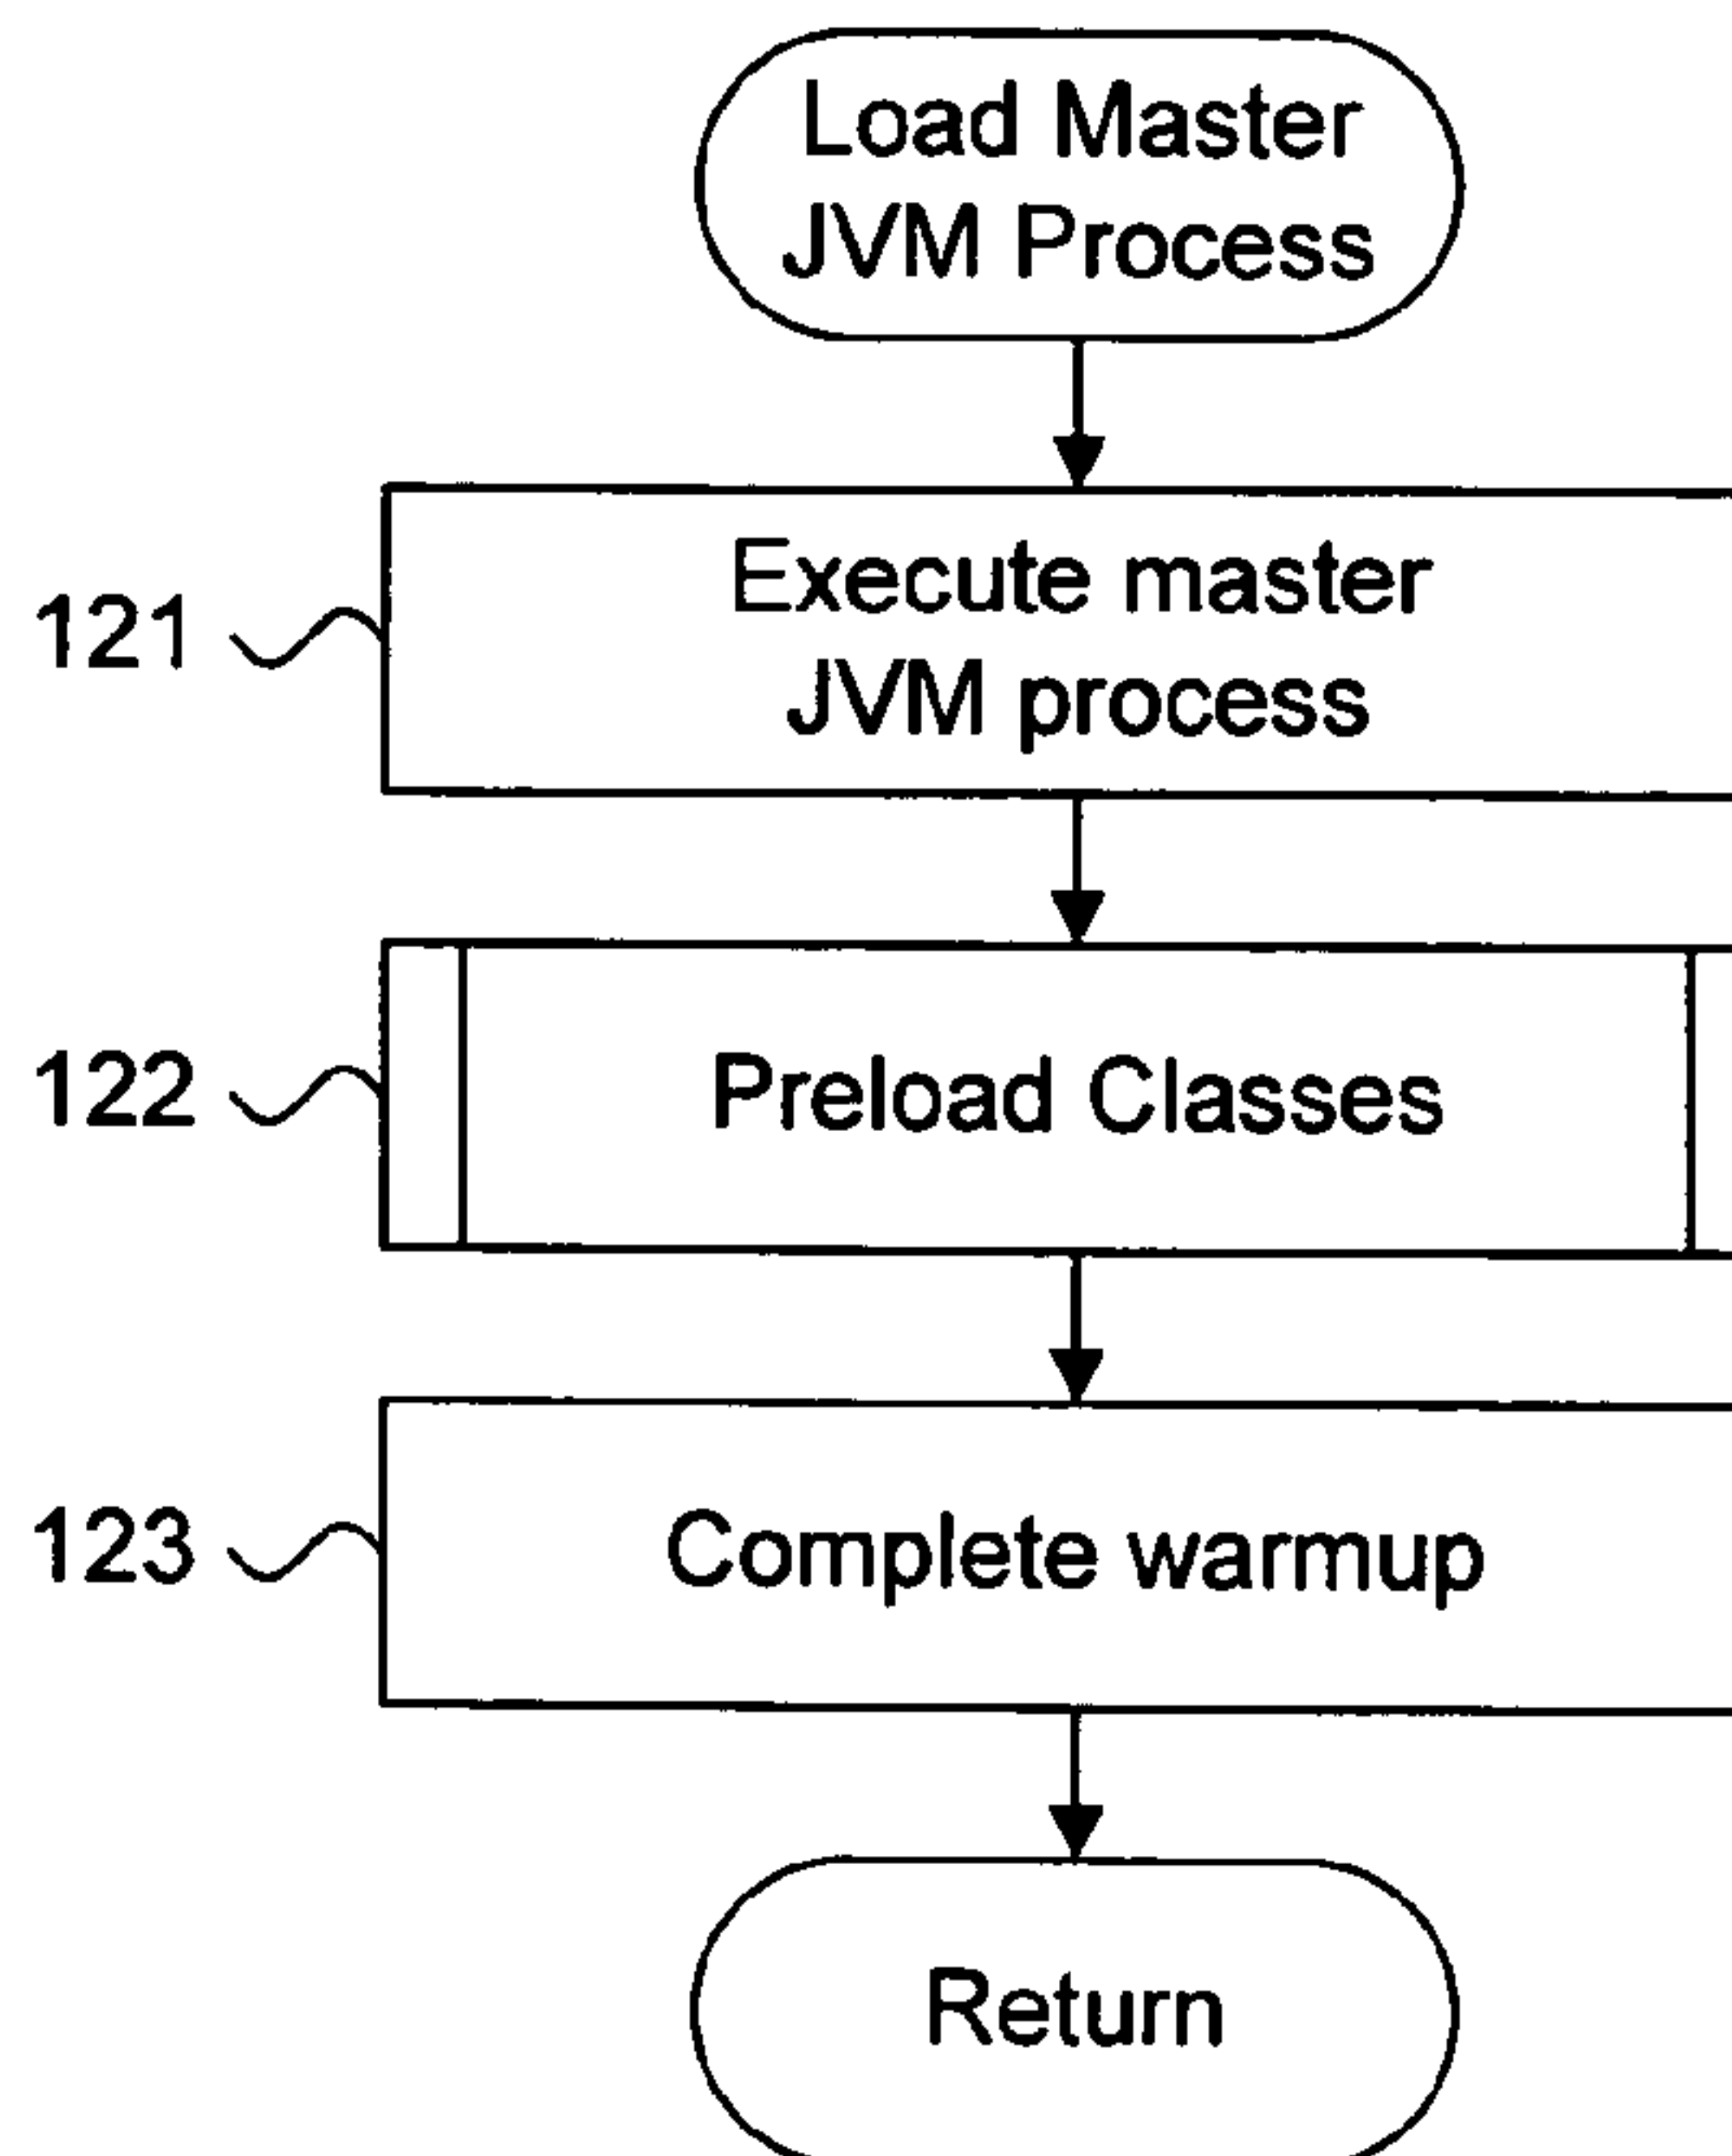 Load Master
JVM Process
121
Execute master
JVM process
122
Preload Classes
123
Complete warmup
Return